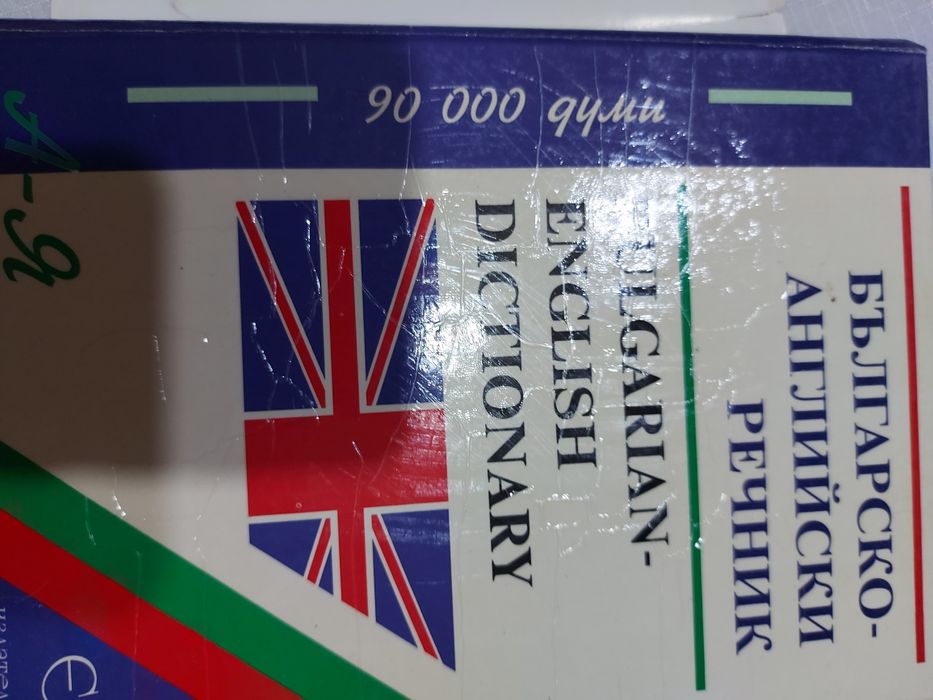 БЪЛГАРСКО-
АНГЛИЙСКИ
РЕЧНИК
BULGARIAN-
ENGLISH
DICTIONARY
90 000 думи
А-Я